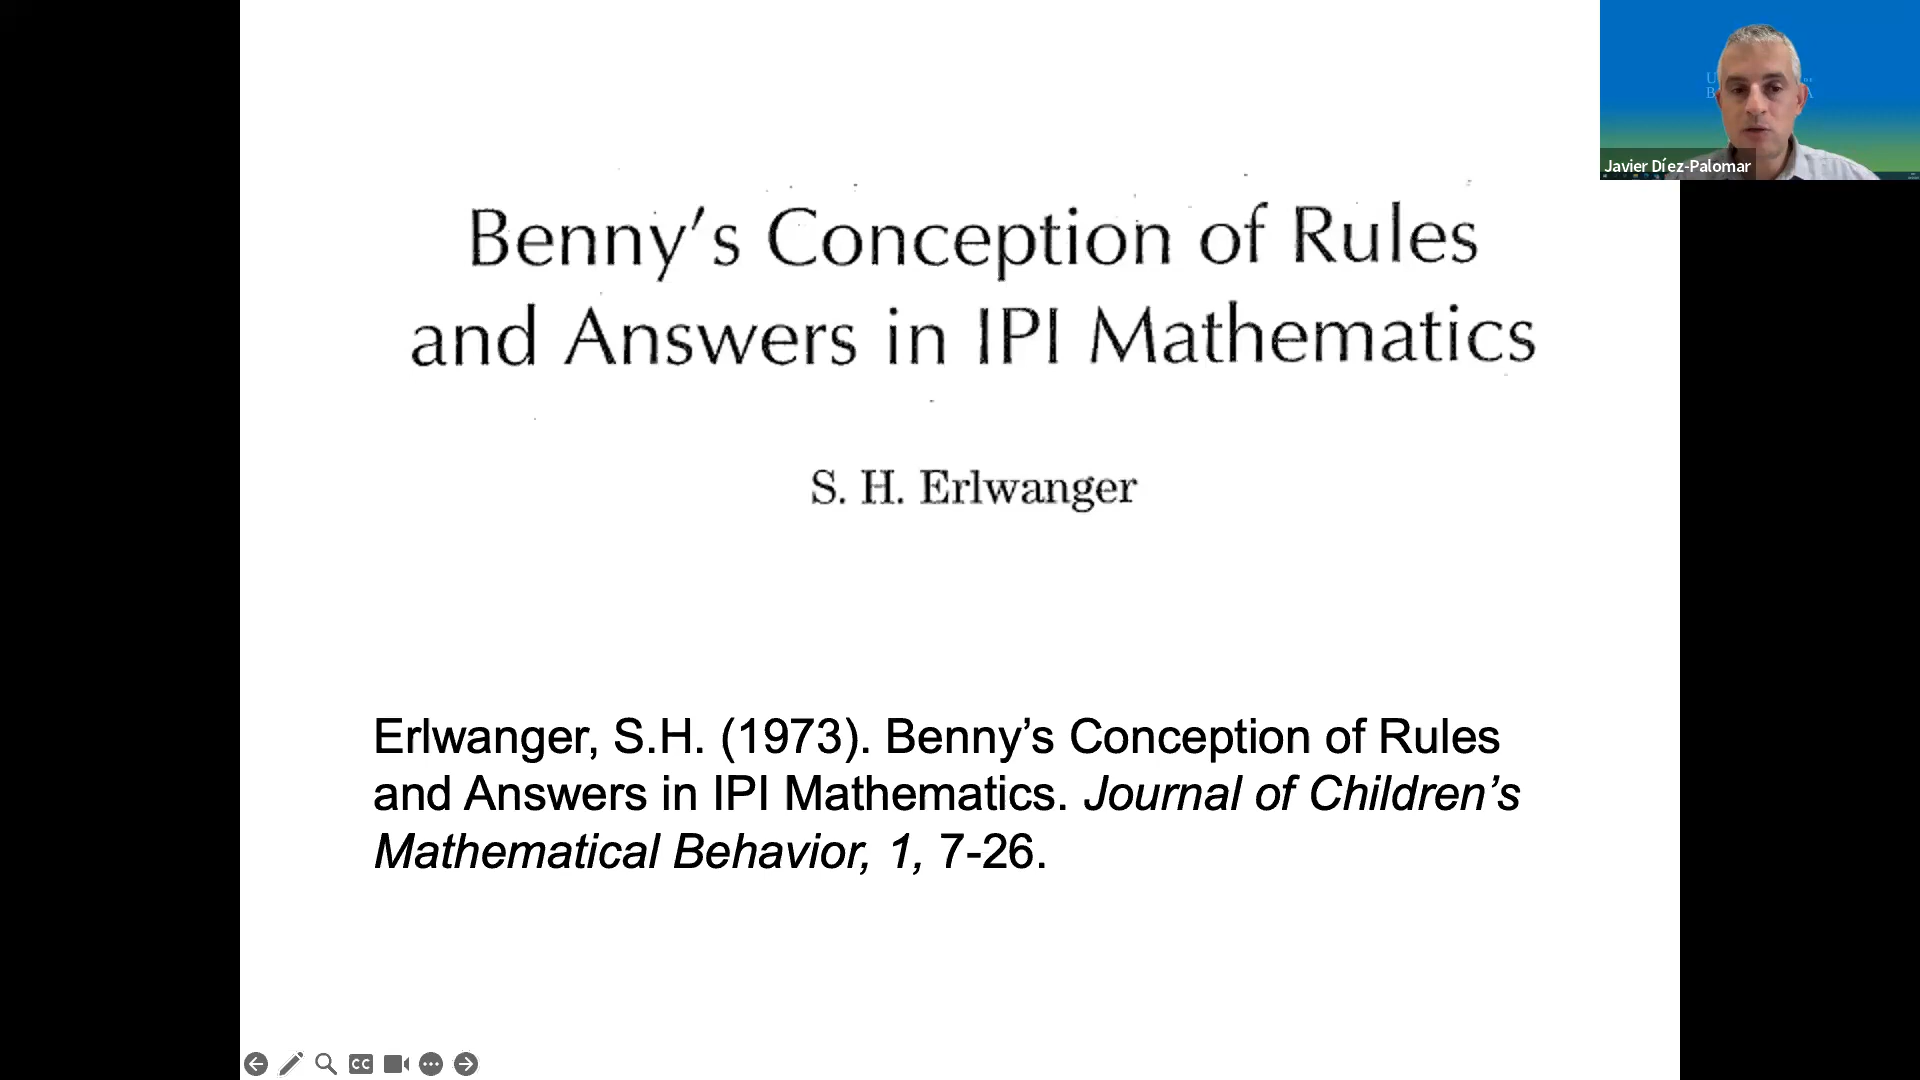 Benny's Conception of Rules
and Answers in IPI Mathematics
S. H. Erlwanger
Erlwanger, S.H. (1973). Benny’s Conception of Rules
and Answers in IPI Mathematics. Journal of Children’s
Mathematical Behavior, 1, 7-26.
Javier Díez-Palomar
CC